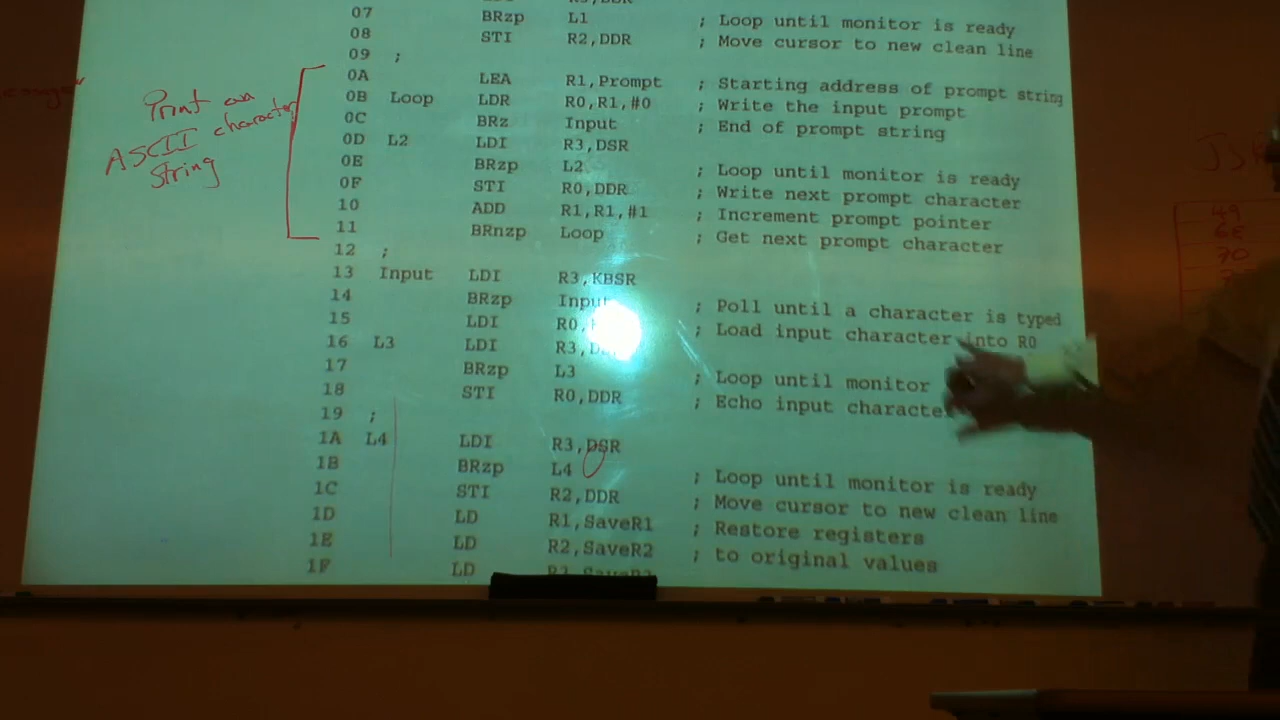 07 BRzp L1 ; Loop until monitor is ready
08 STI R2,DDR ; Move cursor to new clean line
09 ;
0A LEA R1,Prompt ; Starting address of prompt string
0B Loop LDR R0,R1,#0 ; Write the input prompt
0C BRz Input ; End of prompt string
0D L2 LDI R3,DSR
0E BRzp L2 ; Loop until monitor is ready
0F STI R0,DDR ; Write next prompt character
10 ADD R1,R1,#1 ; Increment prompt pointer
11 BRnzp Loop ; Get next prompt character
12 ;
13 Input LDI R3,KBSR
14 BRzp Input ; Poll until a character is typed
15 LDI R0, ; Load input character into R0
16 L3 LDI R3,
17 BRzp L3 ; Loop until monitor
18 STI R0,DDR ; Echo input
19 ;
1A L4 LDI R3,DSR
1B BRzp L4 ; Loop until monitor is ready
1C STI R2,DDR ; Move cursor to new clean line
1D LD R1,SaveR1 ; Restore registers
1E LD R2,SaveR2 ; to original values
1F LD
Print an
ASCII character
String
49
6E
70